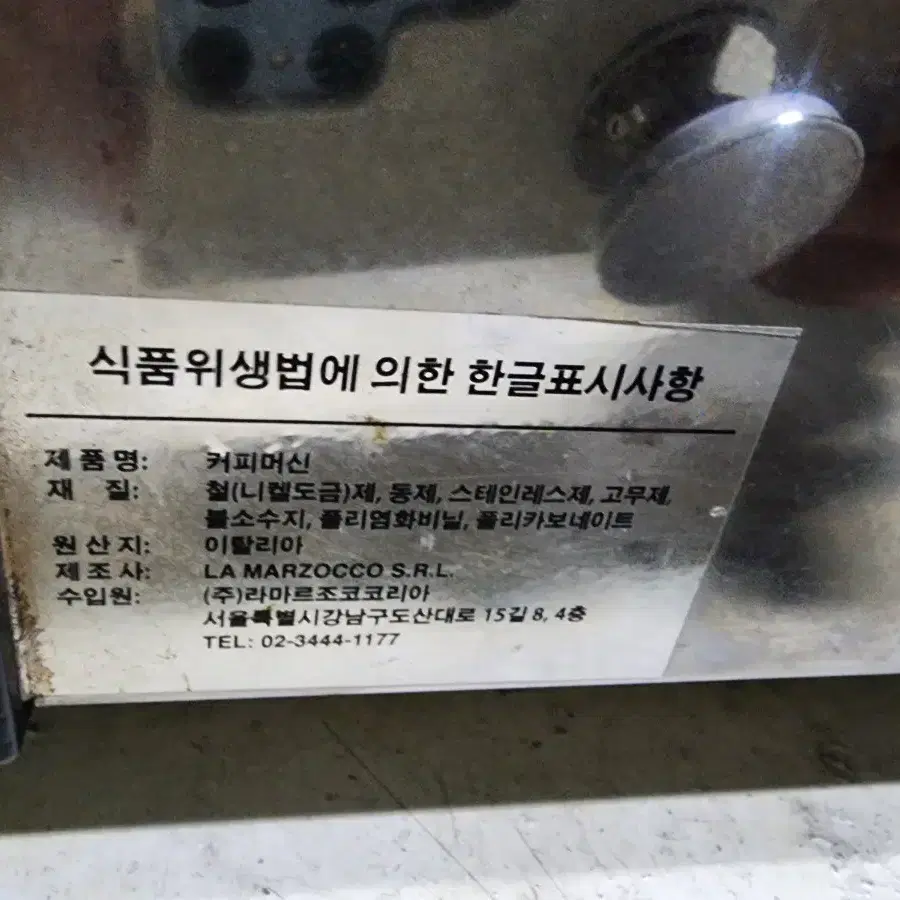 식품위생법에 의한 한글표시사항
제 품 명: 커피머신
재 질: 철(니켈도금)제, 동제, 스테인레스제, 고무제,
불소수지, 폴리염화비닐, 폴리카보네이트
원 산 지: 이탈리아
제 조 사: LA MARZOCCO S.R.L.
수입원: (주)라마르조코코리아
서울특별시강남구도산대로 15길 8, 4층
TEL: 02-3444-1177